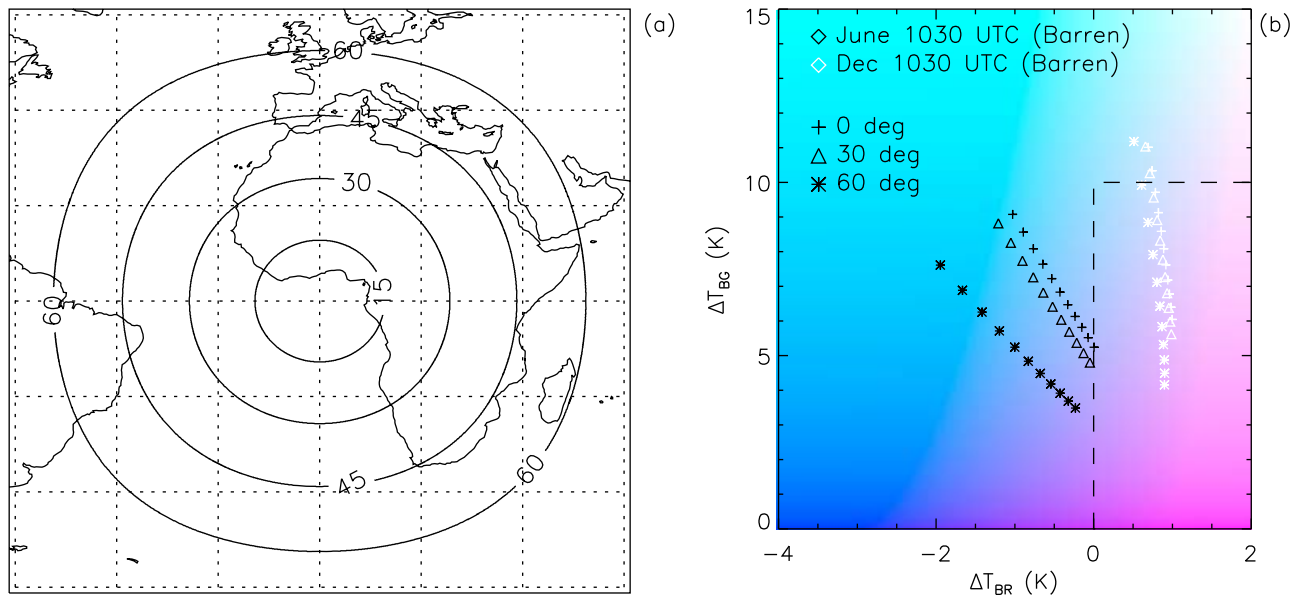 (a)
60
45
30
15
60
45
60
(b)
15
10
5
0
ΔT_BG (K)
◇ June 1030 UTC (Barren)
◇ Dec 1030 UTC (Barren)
+ 0 deg
△ 30 deg
✳ 60 deg
−4 −2 0 2
ΔT_BR (K)